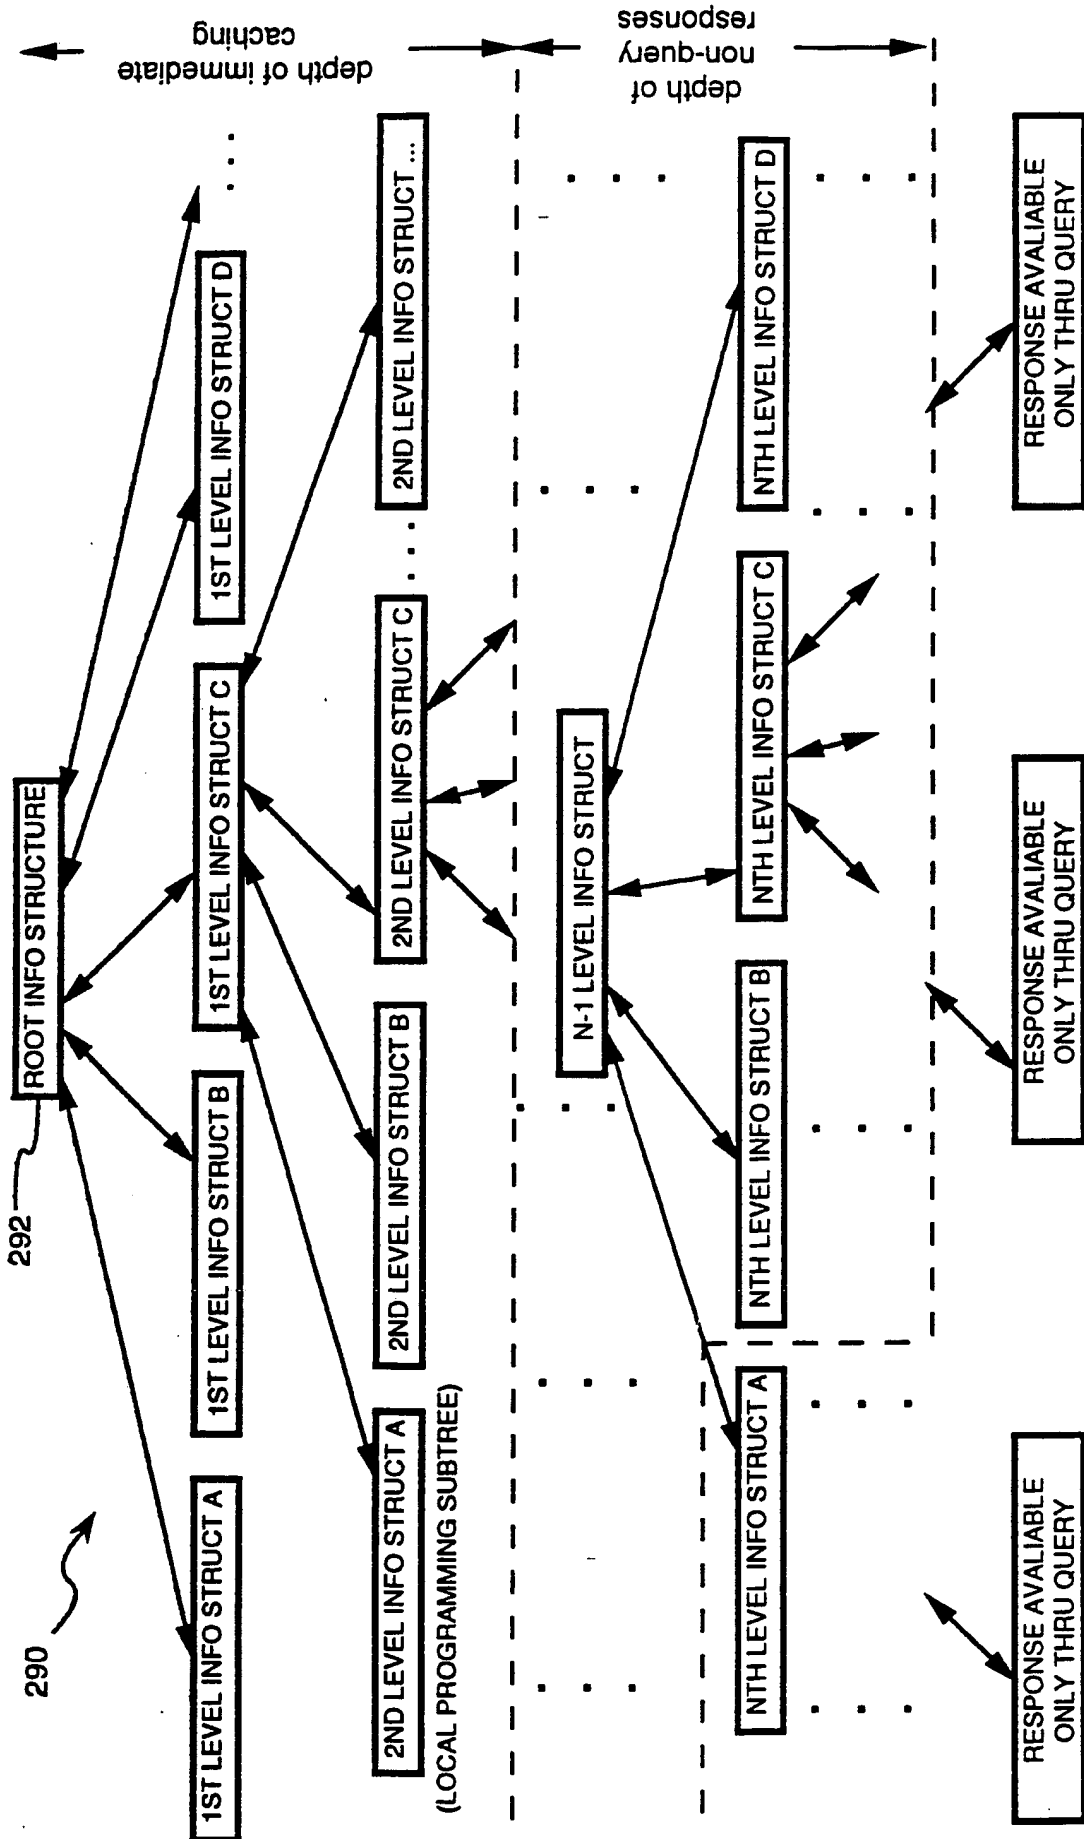 290
292
ROOT INFO STRUCTURE
1ST LEVEL INFO STRUCT A
1ST LEVEL INFO STRUCT B
1ST LEVEL INFO STRUCT C
1ST LEVEL INFO STRUCT D
. . .
depth of immediate
caching
2ND LEVEL INFO STRUCT A
(LOCAL PROGRAMMING SUBTREE)
2ND LEVEL INFO STRUCT B
2ND LEVEL INFO STRUCT C
. . .
2ND LEVEL INFO STRUCT ...
N-1 LEVEL INFO STRUCT
depth of
non-query
responses
NTH LEVEL INFO STRUCT A
NTH LEVEL INFO STRUCT B
NTH LEVEL INFO STRUCT C
NTH LEVEL INFO STRUCT D
RESPONSE AVALIABLE
ONLY THRU QUERY
RESPONSE AVALIABLE
ONLY THRU QUERY
RESPONSE AVALIABLE
ONLY THRU QUERY